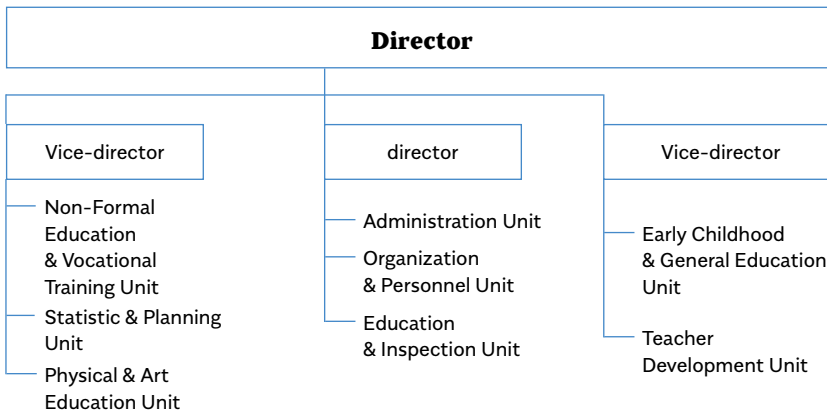 Director
Vice-director
Non-Formal
Education
& Vocational
Training Unit
Statistic & Planning
Unit
Physical & Art
Education Unit
director
Administration Unit
Organization
& Personnel Unit
Education
& Inspection Unit
Vice-director
Early Childhood
& General Education
Unit
Teacher
Development Unit